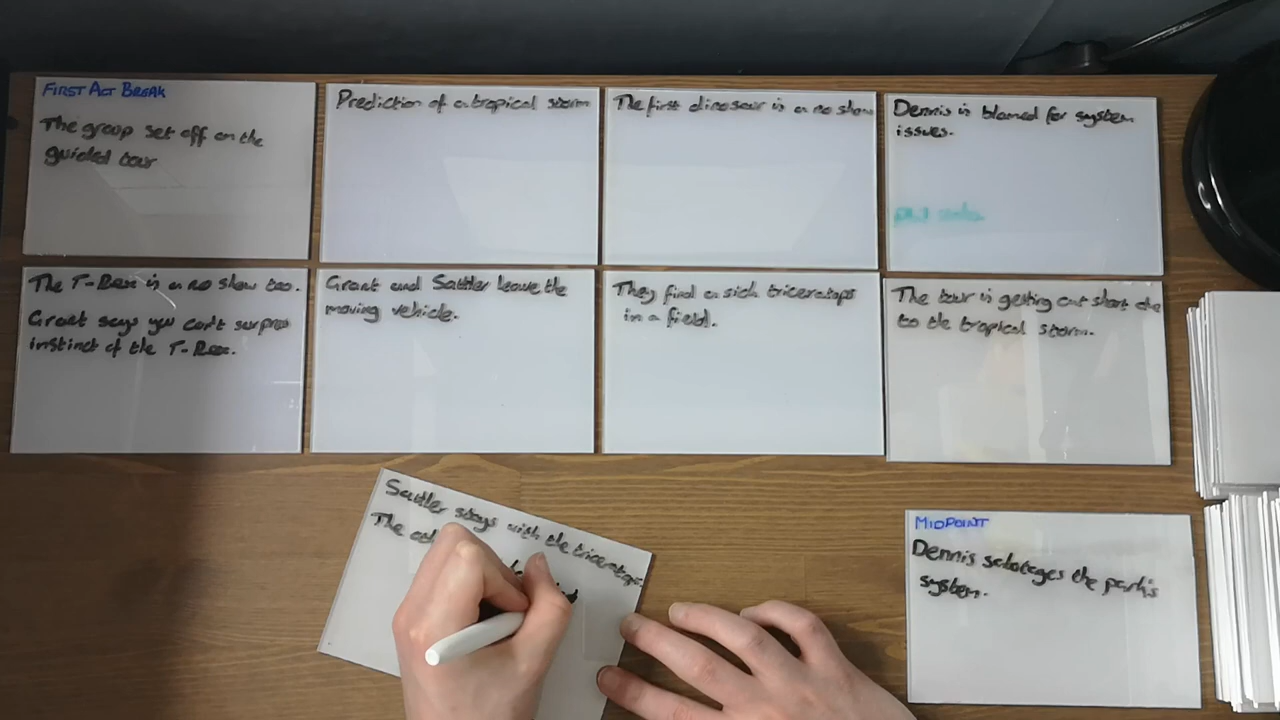 FIRST ACT BREAK
The group set off on the
guided tour
Prediction of a tropical storm
The first dinosaur is a no show
Dennis is blamed for system
issues.
The T-Rex is a no show too.
Grant says you can't surpress
instinct of the T-Rex.
Grant and Sattler leave the
moving vehicle.
They find a sick triceratops
in a field.
The tour is getting cut short due
to the tropical storm.
Sattler stays with the triceratops
The
MIDPOINT
Dennis sabotages the park's
system.